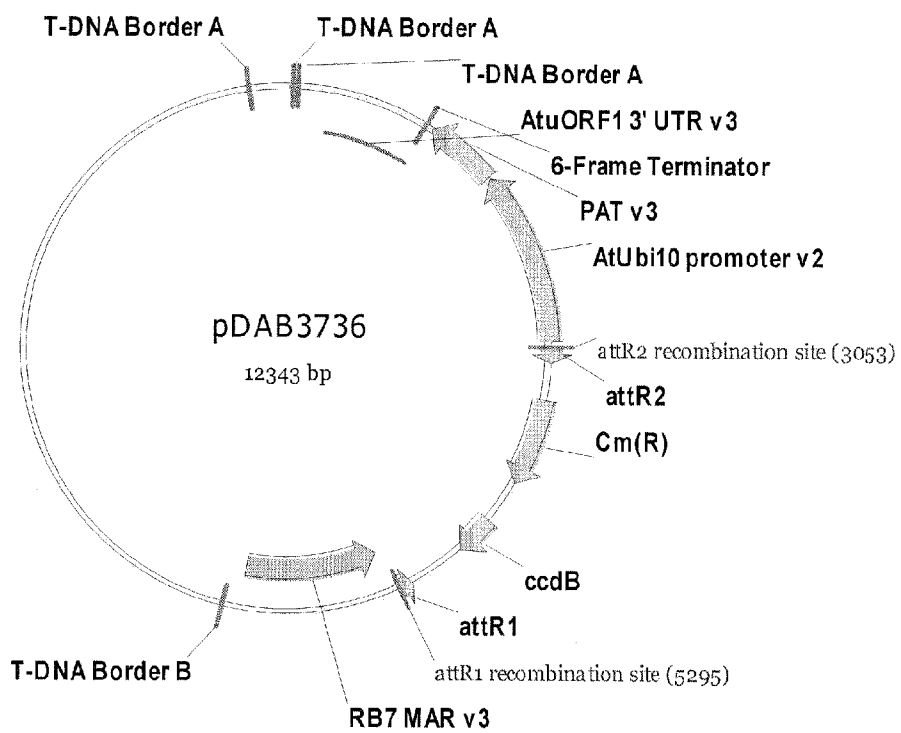 T-DNA Border A
T-DNA Border A
T-DNA Border A
AtuORF1 3' UTR v3
6-Frame Terminator
PAT v3
AtUbi10 promoter v2
pDAB3736
12343 bp
attR2 recombination site (3053)
attR2
Cm(R)
ccdB
attR1
attR1 recombination site (5295)
T-DNA Border B
RB7 MAR v3